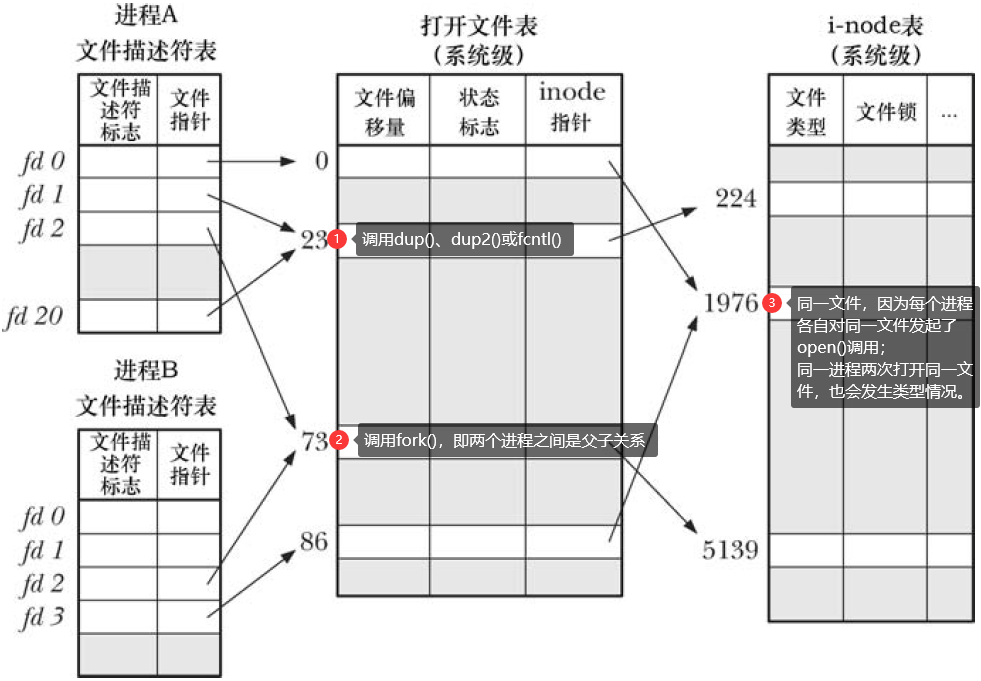 进程A
文件描述符表
文件描
述符
标志
文件
指针
fd 0
fd 1
fd 2
fd 20
进程B
文件描述符表
文件描
述符
标志
文件
指针
fd 0
fd 1
fd 2
fd 3
打开文件表
(系统级)
文件偏
移量
状态
标志
inode
指针
0
23
1
调用dup()、dup2()或fcntl()
73
2
调用fork()，即两个进程之间是父子关系
86
i-node表
(系统级)
文件
类型
文件锁
...
224
1976
3
同一文件，因为每个进程
各自对同一文件发起了
open()调用；
同一进程两次打开同一文
件，也会发生类型情况。
5139